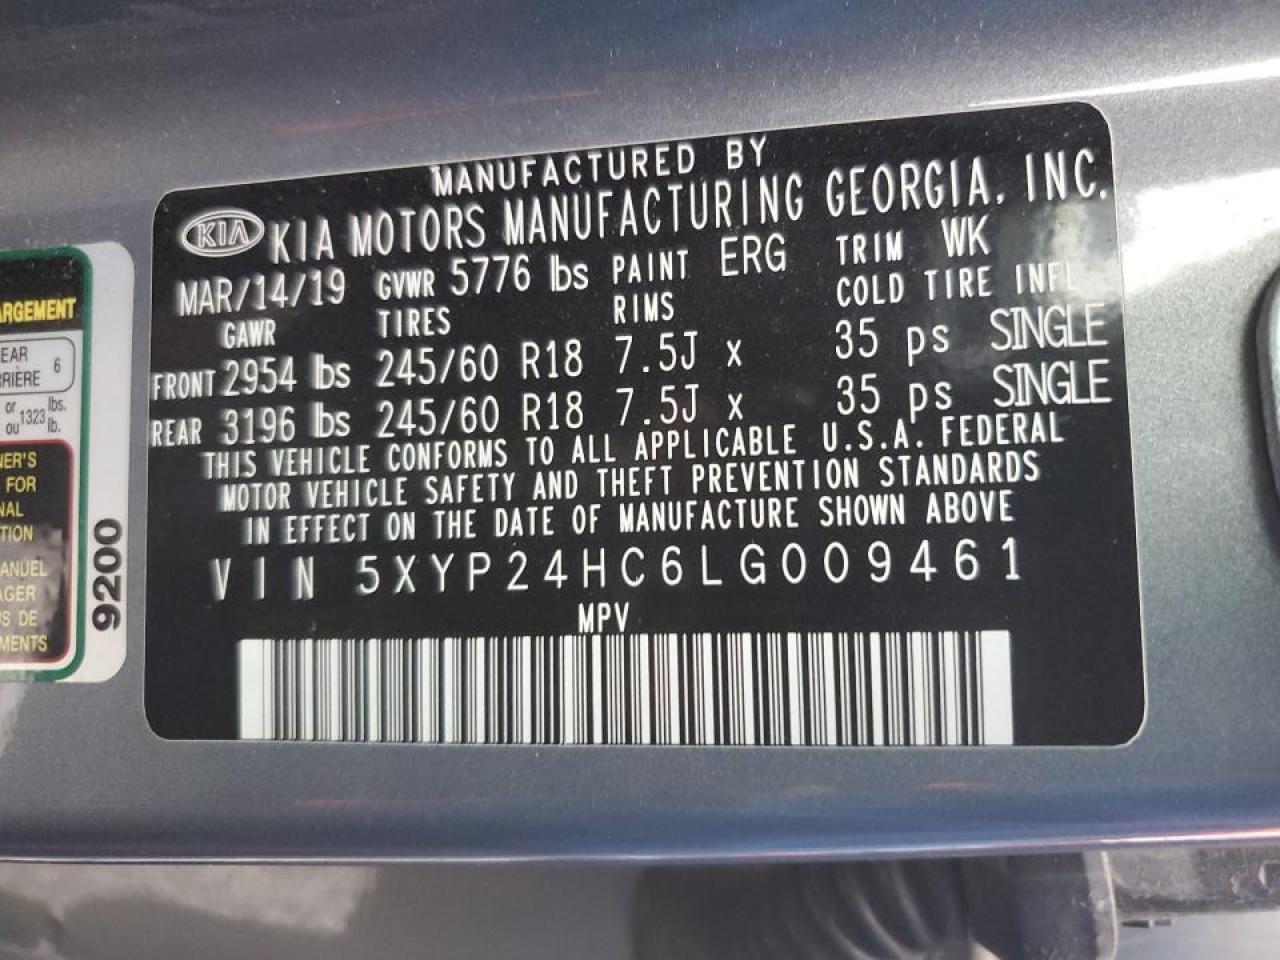 MANUFACTURED BY
KIA KIA MOTORS MANUFACTURING GEORGIA, INC.
MAR/14/19 GVWR 5776 lbs PAINT ERG TRIM WK
GAWR TIRES RIMS COLD TIRE INFL
FRONT 2954 lbs 245/60 R18 7.5J x 35 ps SINGLE
REAR 3196 lbs 245/60 R18 7.5J x 35 ps SINGLE
THIS VEHICLE CONFORMS TO ALL APPLICABLE U.S.A. FEDERAL
MOTOR VEHICLE SAFETY AND THEFT PREVENTION STANDARDS
IN EFFECT ON THE DATE OF MANUFACTURE SHOWN ABOVE
VIN 5XYP24HC6LG009461
MPV
ARGEMENT
EAR 6
RIÈRE
or 1323 lbs.
ou lb.
NER'S
FOR
NAL
TION
ANUEL
AGER
US DE
MENTS
9200